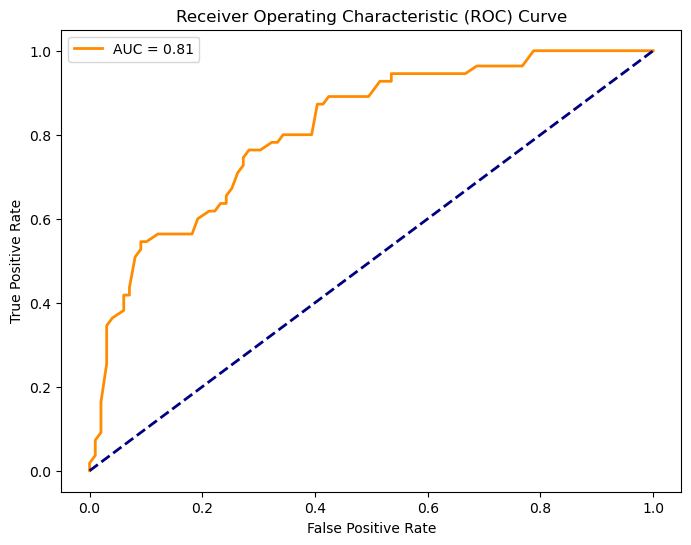 Receiver Operating Characteristic (ROC) Curve
AUC = 0.81
True Positive Rate
1.0
0.8
0.6
0.4
0.2
0.0
0.0 0.2 0.4 0.6 0.8 1.0
False Positive Rate